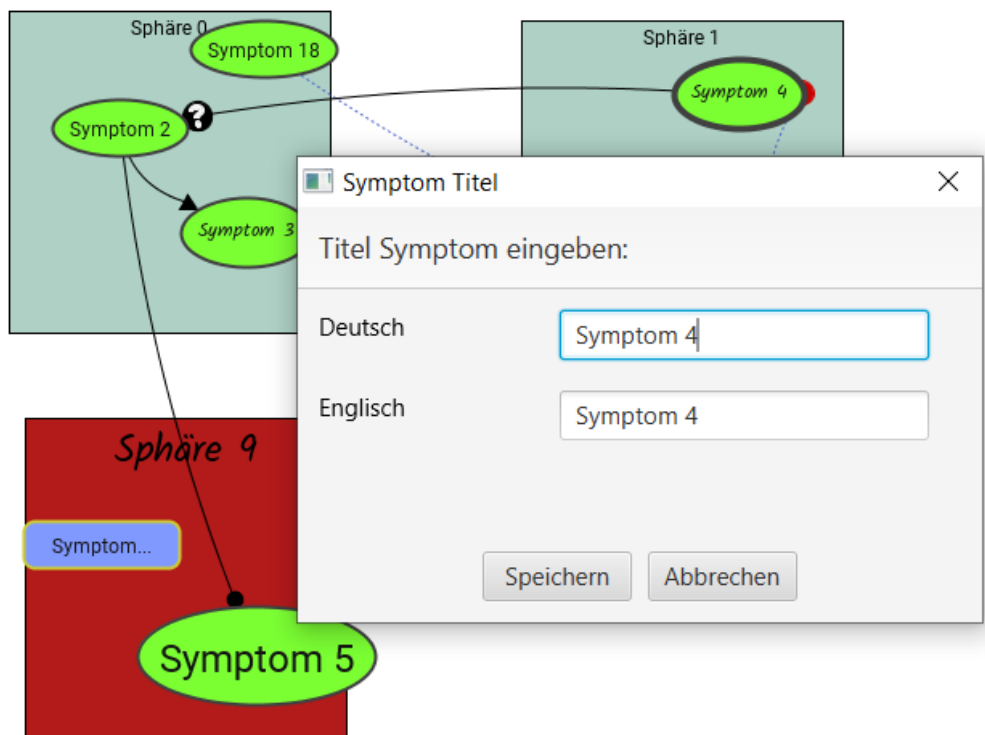 Sphäre 0
Symptom 18
Sphäre 1
Symptom 4
Symptom 2
?
Symptom 3
Symptom Titel
Titel Symptom eingeben:
Deutsch
Symptom 4
Englisch
Symptom 4
Speichern
Abbrechen
Sphäre 9
Symptom...
Symptom 5